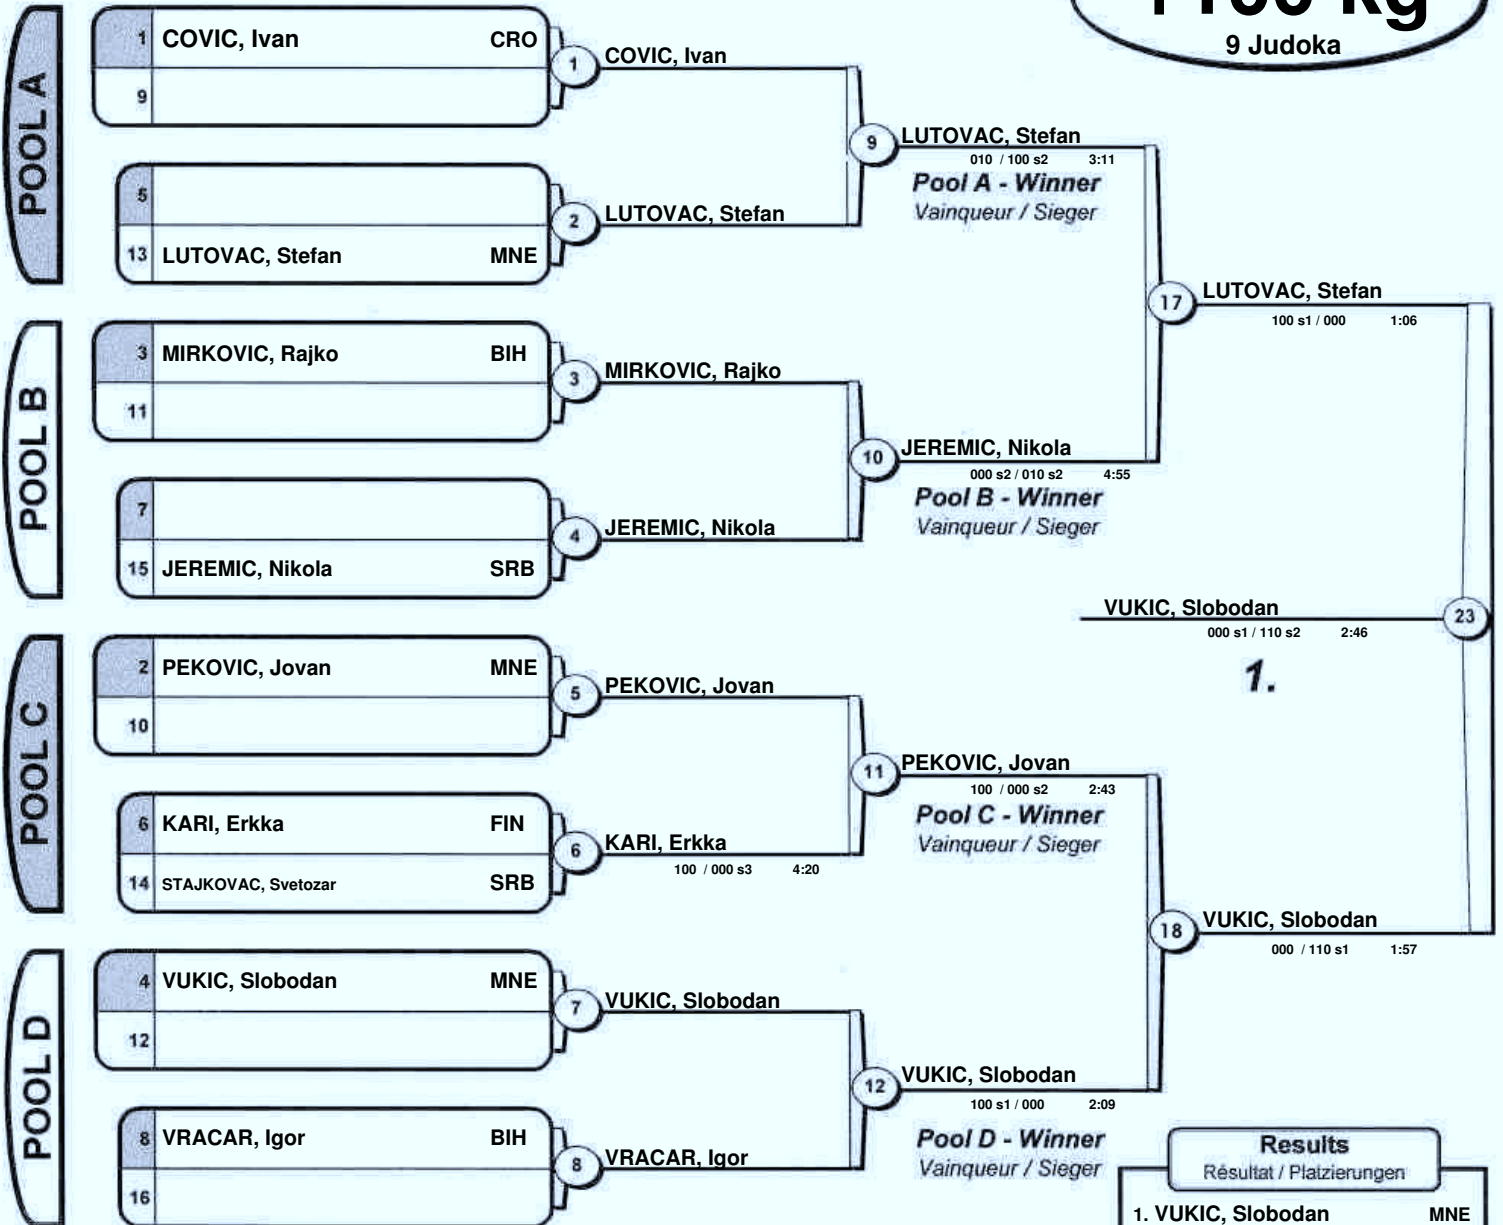 100 kg
9 Judoka
POOL A
1 COVIC, Ivan CRO
9
5
13 LUTOVAC, Stefan MNE
1 COVIC, Ivan
2 LUTOVAC, Stefan
9 LUTOVAC, Stefan
010 / 100 s2 3:11
Pool A - Winner
Vainqueur / Sieger
POOL B
3 MIRKOVIC, Rajko BIH
11
7
15 JEREMIC, Nikola SRB
3 MIRKOVIC, Rajko
4 JEREMIC, Nikola
10 JEREMIC, Nikola
000 s2 / 010 s2 4:55
Pool B - Winner
Vainqueur / Sieger
17 LUTOVAC, Stefan
100 s1 / 000 1:06
VUKIC, Slobodan 23
000 s1 / 110 s2 2:46
1.
POOL C
2 PEKOVIC, Jovan MNE
10
6 KARI, Erkka FIN
14 STAJKOVAC, Svetozar SRB
5 PEKOVIC, Jovan
6 KARI, Erkka
100 / 000 s3 4:20
11 PEKOVIC, Jovan
100 / 000 s2 2:43
Pool C - Winner
Vainqueur / Sieger
POOL D
4 VUKIC, Slobodan MNE
12
8 VRACAR, Igor BIH
16
7 VUKIC, Slobodan
8 VRACAR, Igor
12 VUKIC, Slobodan
100 s1 / 000 2:09
Pool D - Winner
Vainqueur / Sieger
18 VUKIC, Slobodan
000 / 110 s1 1:57
Results
Résultat / Platzierungen
1. VUKIC, Slobodan MNE